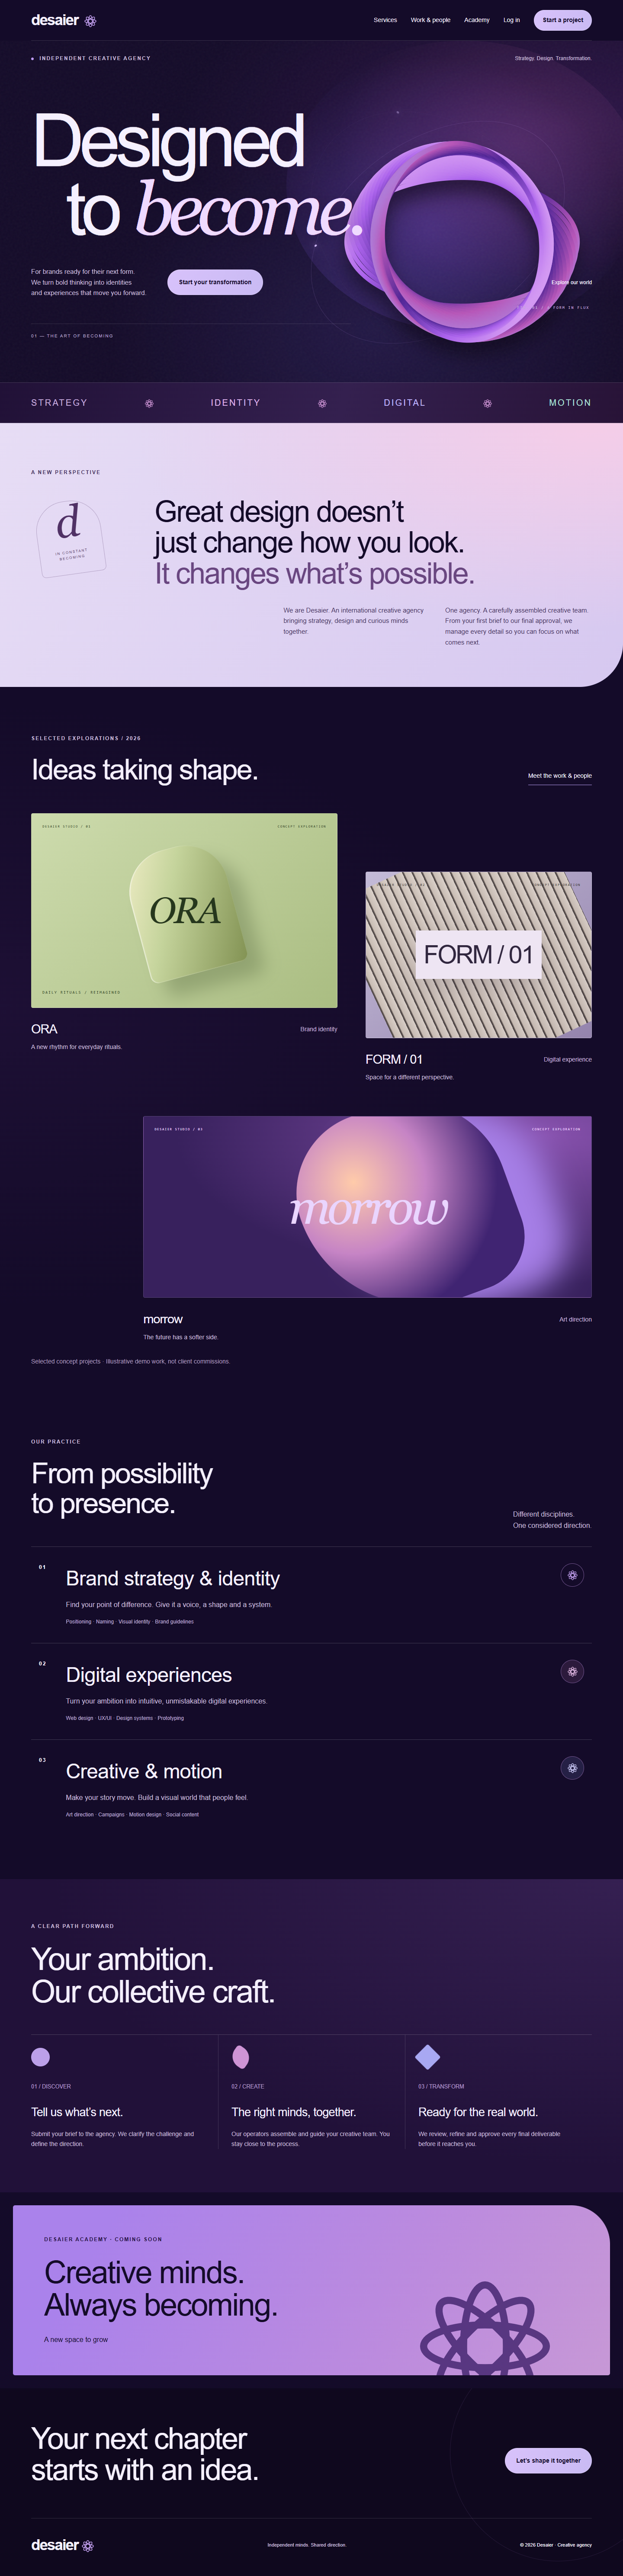 desaier
Services
Work & people
Academy
Log in
Start a project
INDEPENDENT CREATIVE AGENCY
Strategy. Design. Transformation.
Designed
to become.
For brands ready for their next form.
We turn bold thinking into identities
and experiences that move you forward.
Start your transformation
Explore our world
A FORM IN FLUX
01 — THE ART OF BECOMING
STRATEGY
IDENTITY
DIGITAL
MOTION
A NEW PERSPECTIVE
d
IN CONSTANT
BECOMING
Great design doesn’t
just change how you look.
It changes what’s possible.
We are Desaier. An international creative agency
bringing strategy, design and curious minds
together.
One agency. A carefully assembled creative team.
From your first brief to our final approval, we
manage every detail so you can focus on what
comes next.
SELECTED EXPLORATIONS / 2026
Ideas taking shape.
Meet the work & people
DESAIER STUDIO / 01
CONCEPT EXPLORATION
ORA
DAILY RITUALS / REIMAGINED
ORA
Brand identity
A new rhythm for everyday rituals.
CONCEPT EXPLORATION
FORM / 01
FORM / 01
Digital experience
Space for a different perspective.
DESAIER STUDIO / 03
CONCEPT EXPLORATION
morrow
morrow
Art direction
The future has a softer side.
Selected concept projects · Illustrative demo work, not client commissions.
OUR PRACTICE
From possibility
to presence.
Different disciplines.
One considered direction.
01
Brand strategy & identity
Find your point of difference. Give it a voice, a shape and a system.
Positioning · Naming · Visual identity · Brand guidelines
02
Digital experiences
Turn your ambition into intuitive, unmistakable digital experiences.
Web design · UX/UI · Design systems · Prototyping
03
Creative & motion
Make your story move. Build a visual world that people feel.
Art direction · Campaigns · Motion design · Social content
A CLEAR PATH FORWARD
Your ambition.
Our collective craft.
01 / DISCOVER
Tell us what’s next.
Submit your brief to the agency. We clarify the challenge and
define the direction.
02 / CREATE
The right minds, together.
Our operators assemble and guide your creative team. You
stay close to the process.
03 / TRANSFORM
Ready for the real world.
We review, refine and approve every final deliverable
before it reaches you.
DESAIER ACADEMY · COMING SOON
Creative minds.
Always becoming.
A new space to grow
Your next chapter
starts with an idea.
Let’s shape it together
desaier
Independent minds. Shared direction.
© 2026 Desaier · Creative agency